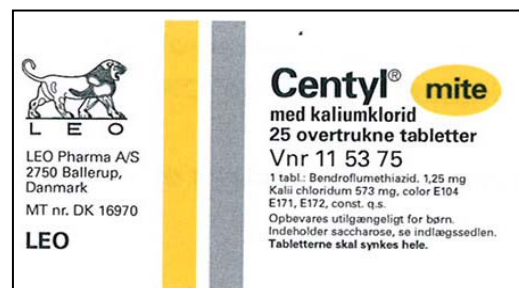 LEO
LEO Pharma A/S
2750 Ballerup,
Danmark
MT nr. DK 16970
LEO
Centyl® mite
med kaliumklorid
25 overtrukne tabletter
Vnr 11 53 75
1 tabl.: Bendroflumethiazid. 1,25 mg
Kalii chloridum 573 mg, color E104
E171, E172, const. q.s.
Opbevares utilgængeligt for børn.
Indeholder saccharose, se indlægssedlen.
Tabletterne skal synkes hele.